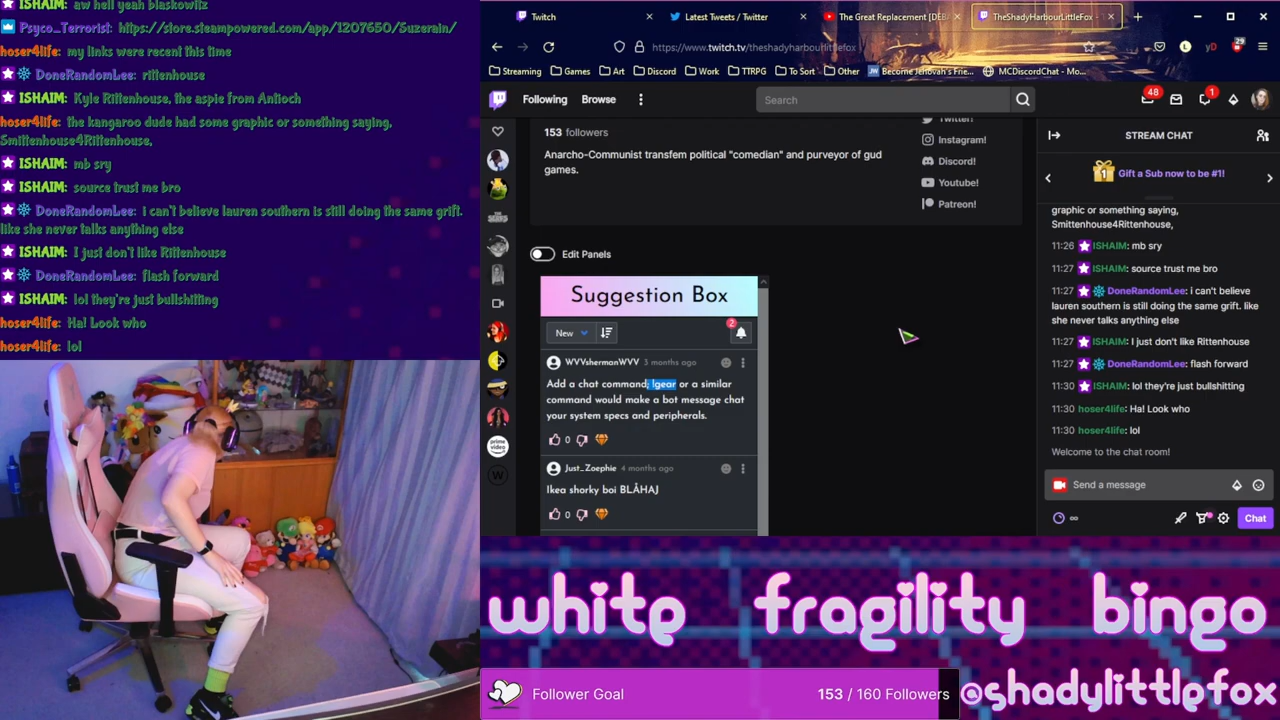 ISHAIM: aw hell yeah blaskowitz
Psyco_Terrorist: https://store.steampowered.com/app/1207650/Suzerain/
hoser4life: my links were recent this time
DoneRandomLee: rittenhouse
ISHAIM: Kyle Rittenhouse, the aspie from Antioch
hoser4life: the kangaroo dude had some graphic or something saying,
Smittenhouse4Rittenhouse,
ISHAIM: mb sry
ISHAIM: source trust me bro
DoneRandomLee: i can't believe lauren southern is still doing the same grift.
like she never talks anything else
ISHAIM: I just don't like Rittenhouse
DoneRandomLee: flash forward
ISHAIM: lol they're just bullshitting
hoser4life: Ha! Look who
hoser4life: lol
Twitch
Latest Tweets / Twitter
The Great Replacement [DEBA
TheShadyHarbourLittleFox -
https://www.twitch.tv/theshadyharbourlittlefox
29
Streaming
Games
Art
Discord
Work
TTRPG
To Sort
Other
Become Jehovah's Frie...
MCDiscordChat - Mo...
Following
Browse
Search
48
1
153 followers
Anarcho-Communist transfem political "comedian" and purveyor of gud
games.
Twitter!
Instagram!
Discord!
Youtube!
Patreon!
Edit Panels
Suggestion Box
New
2
WVVshermanWVV 3 months ago
Add a chat command; !gear or a similar
command would make a bot message chat
your system specs and peripherals.
0
Just_Zoephie 4 months ago
Ikea shorky boi BLÅHAJ
0
prime video
W
STREAM CHAT
1
Gift a Sub now to be #1!
graphic or something saying,
Smittenhouse4Rittenhouse,
11:26 ISHAIM: mb sry
11:27 ISHAIM: source trust me bro
11:27 DoneRandomLee: i can't believe
lauren southern is still doing the same grift. like
she never talks anything else
11:27 ISHAIM: I just don't like Rittenhouse
11:27 DoneRandomLee: flash forward
11:30 ISHAIM: lol they're just bullshitting
11:30 hoser4life: Ha! Look who
11:30 hoser4life: lol
Welcome to the chat room!
Send a message
∞
Chat
white fragility bingo
Follower Goal
153 / 160 Followers
@shadylittlefox